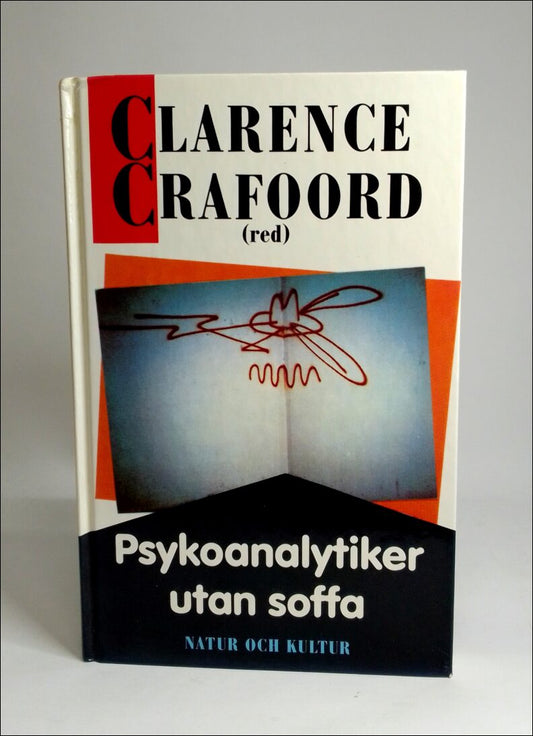 CLARENCE
CRAFOORD
(red)
Psykoanalytiker
utan soffa
NATUR OCH KULTUR